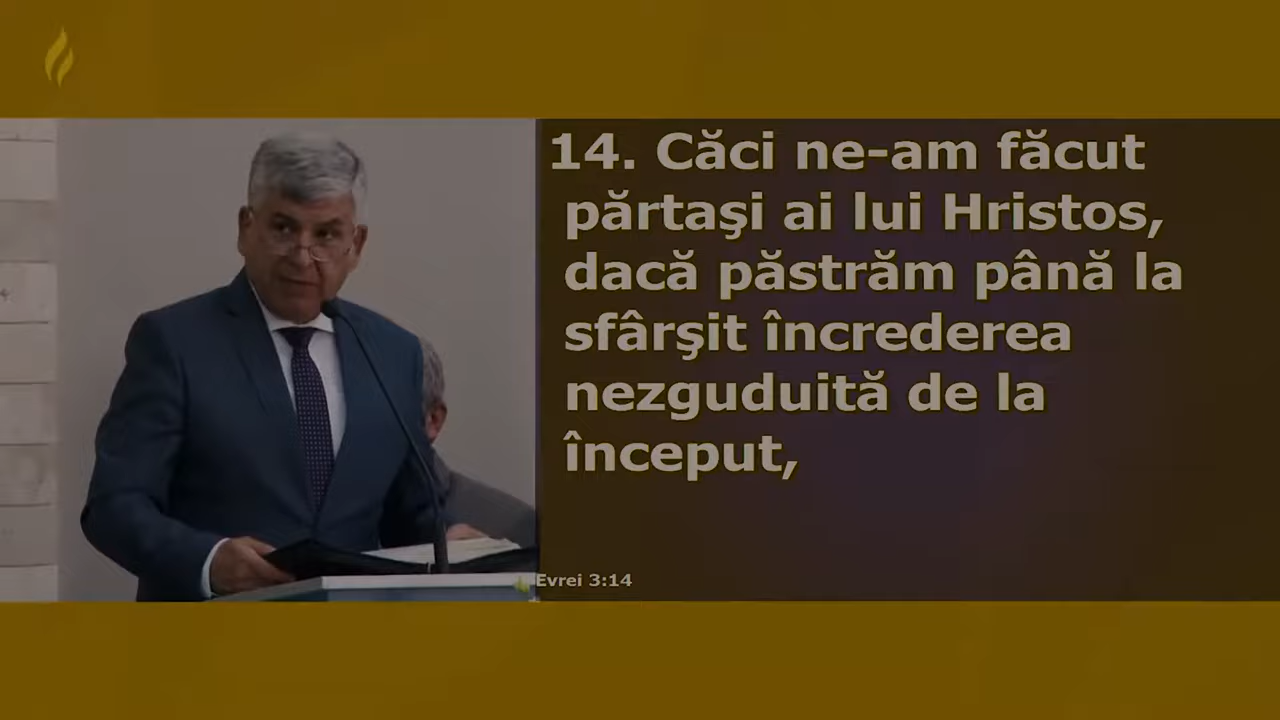 14. Căci ne-am făcut
părtaşi ai lui Hristos,
dacă păstrăm până la
sfârşit încrederea
nezguduită de la
început,
Evrei 3:14